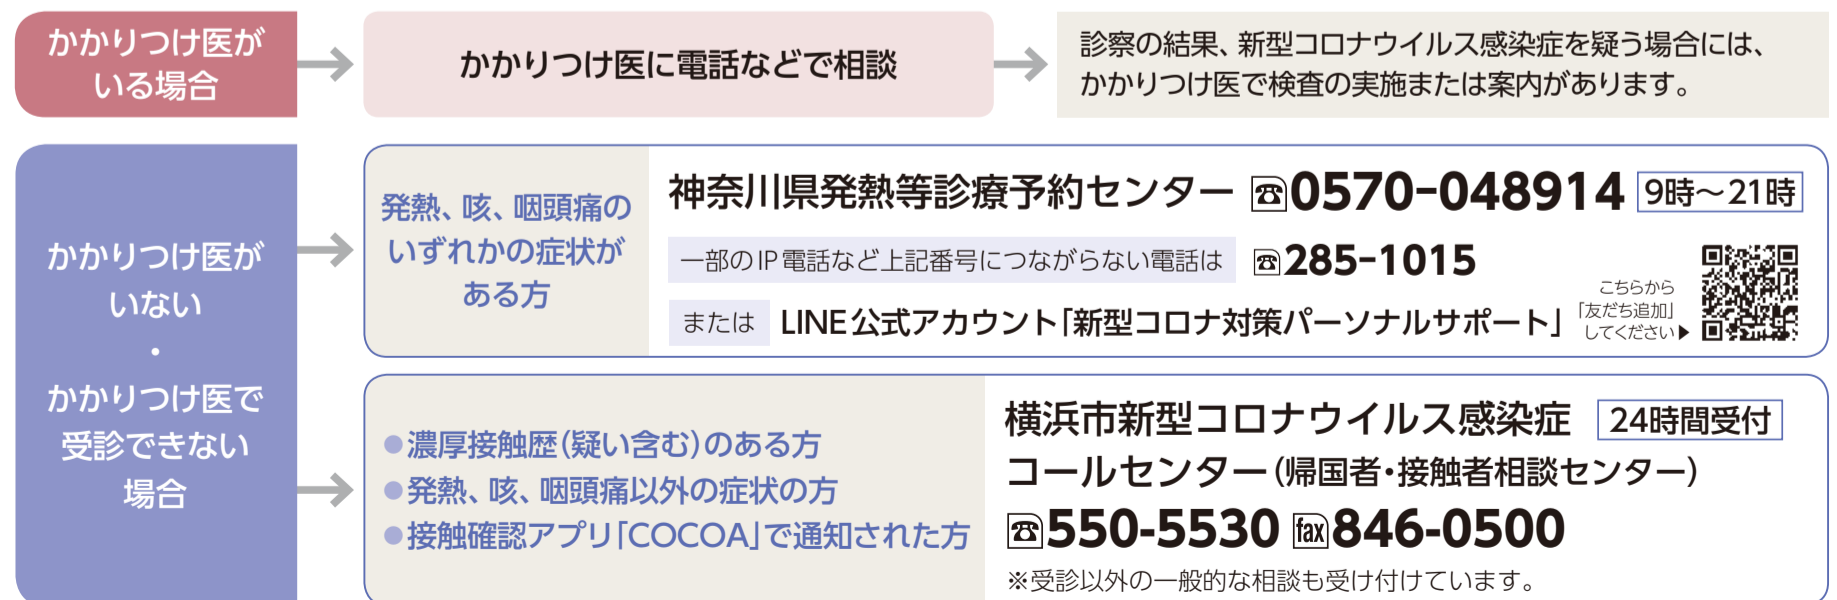 かかりつけ医が
いる場合
かかりつけ医に電話などで相談
診察の結果、新型コロナウイルス感染症を疑う場合には、
かかりつけ医で検査の実施または案内があります。
かかりつけ医が
いない
・
かかりつけ医で
受診できない
場合
発熱、咳、咽頭痛の
いずれかの症状が
ある方
神奈川県発熱等診療予約センター ☎0570-048914 9時～21時
一部のIP電話など上記番号につながらない電話は ☎285-1015
または LINE公式アカウント「新型コロナ対策パーソナルサポート」
こちらから
「友だち追加」
してください▶
●濃厚接触歴(疑い含む)のある方
●発熱、咳、咽頭痛以外の症状の方
●接触確認アプリ「COCOA」で通知された方
横浜市新型コロナウイルス感染症 24時間受付
コールセンター(帰国者・接触者相談センター)
☎550-5530 fax846-0500
※受診以外の一般的な相談も受け付けています。